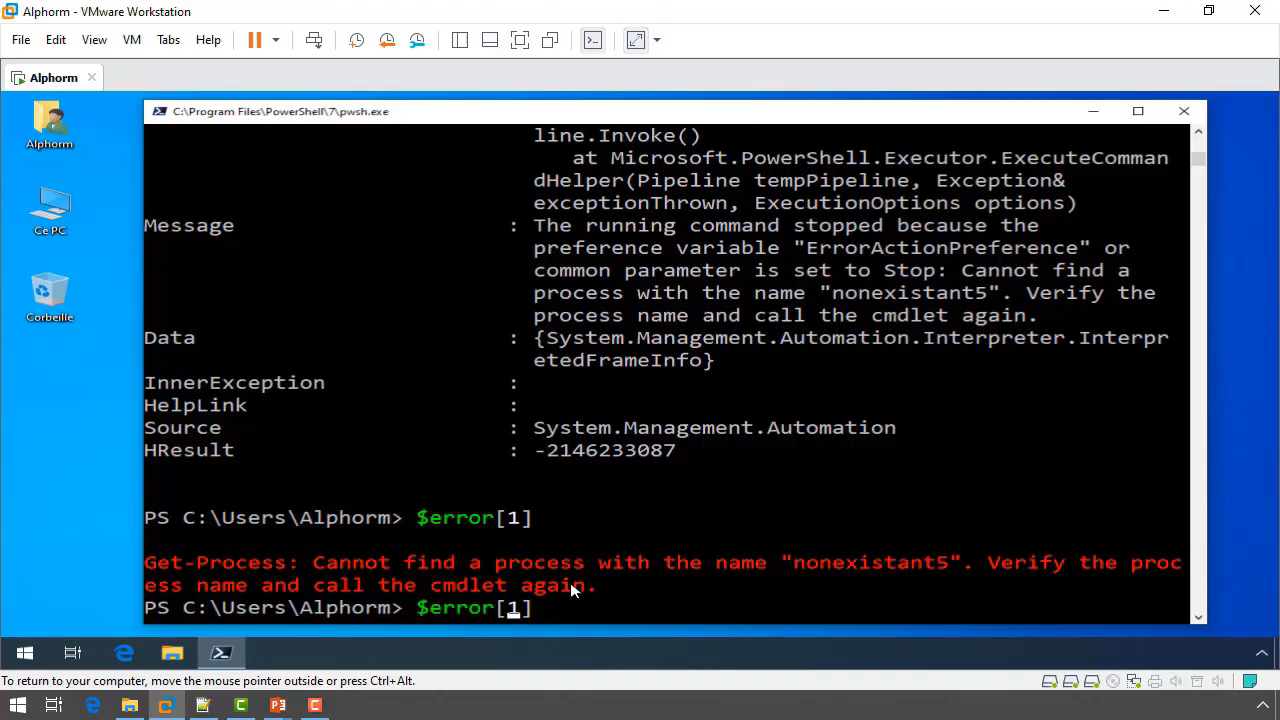 Alphorm - VMware Workstation
File Edit View VM Tabs Help
Alphorm
Alphorm
Ce PC
Corbeille
C:\Program Files\PowerShell\7\pwsh.exe
line.Invoke()
at Microsoft.PowerShell.Executor.ExecuteComman
dHelper(Pipeline tempPipeline, Exception&
exceptionThrown, ExecutionOptions options)
Message : The running command stopped because the
preference variable "ErrorActionPreference" or
common parameter is set to Stop: Cannot find a
process with the name "nonexistant5". Verify the
process name and call the cmdlet again.
Data : {System.Management.Automation.Interpreter.Interpr
etedFrameInfo}
InnerException :
HelpLink :
Source : System.Management.Automation
HResult : -2146233087
PS C:\Users\Alphorm> $error[1]
Get-Process: Cannot find a process with the name "nonexistant5". Verify the proc
ess name and call the cmdlet again.
PS C:\Users\Alphorm> $error[1]
To return to your computer, move the mouse pointer outside or press Ctrl+Alt.